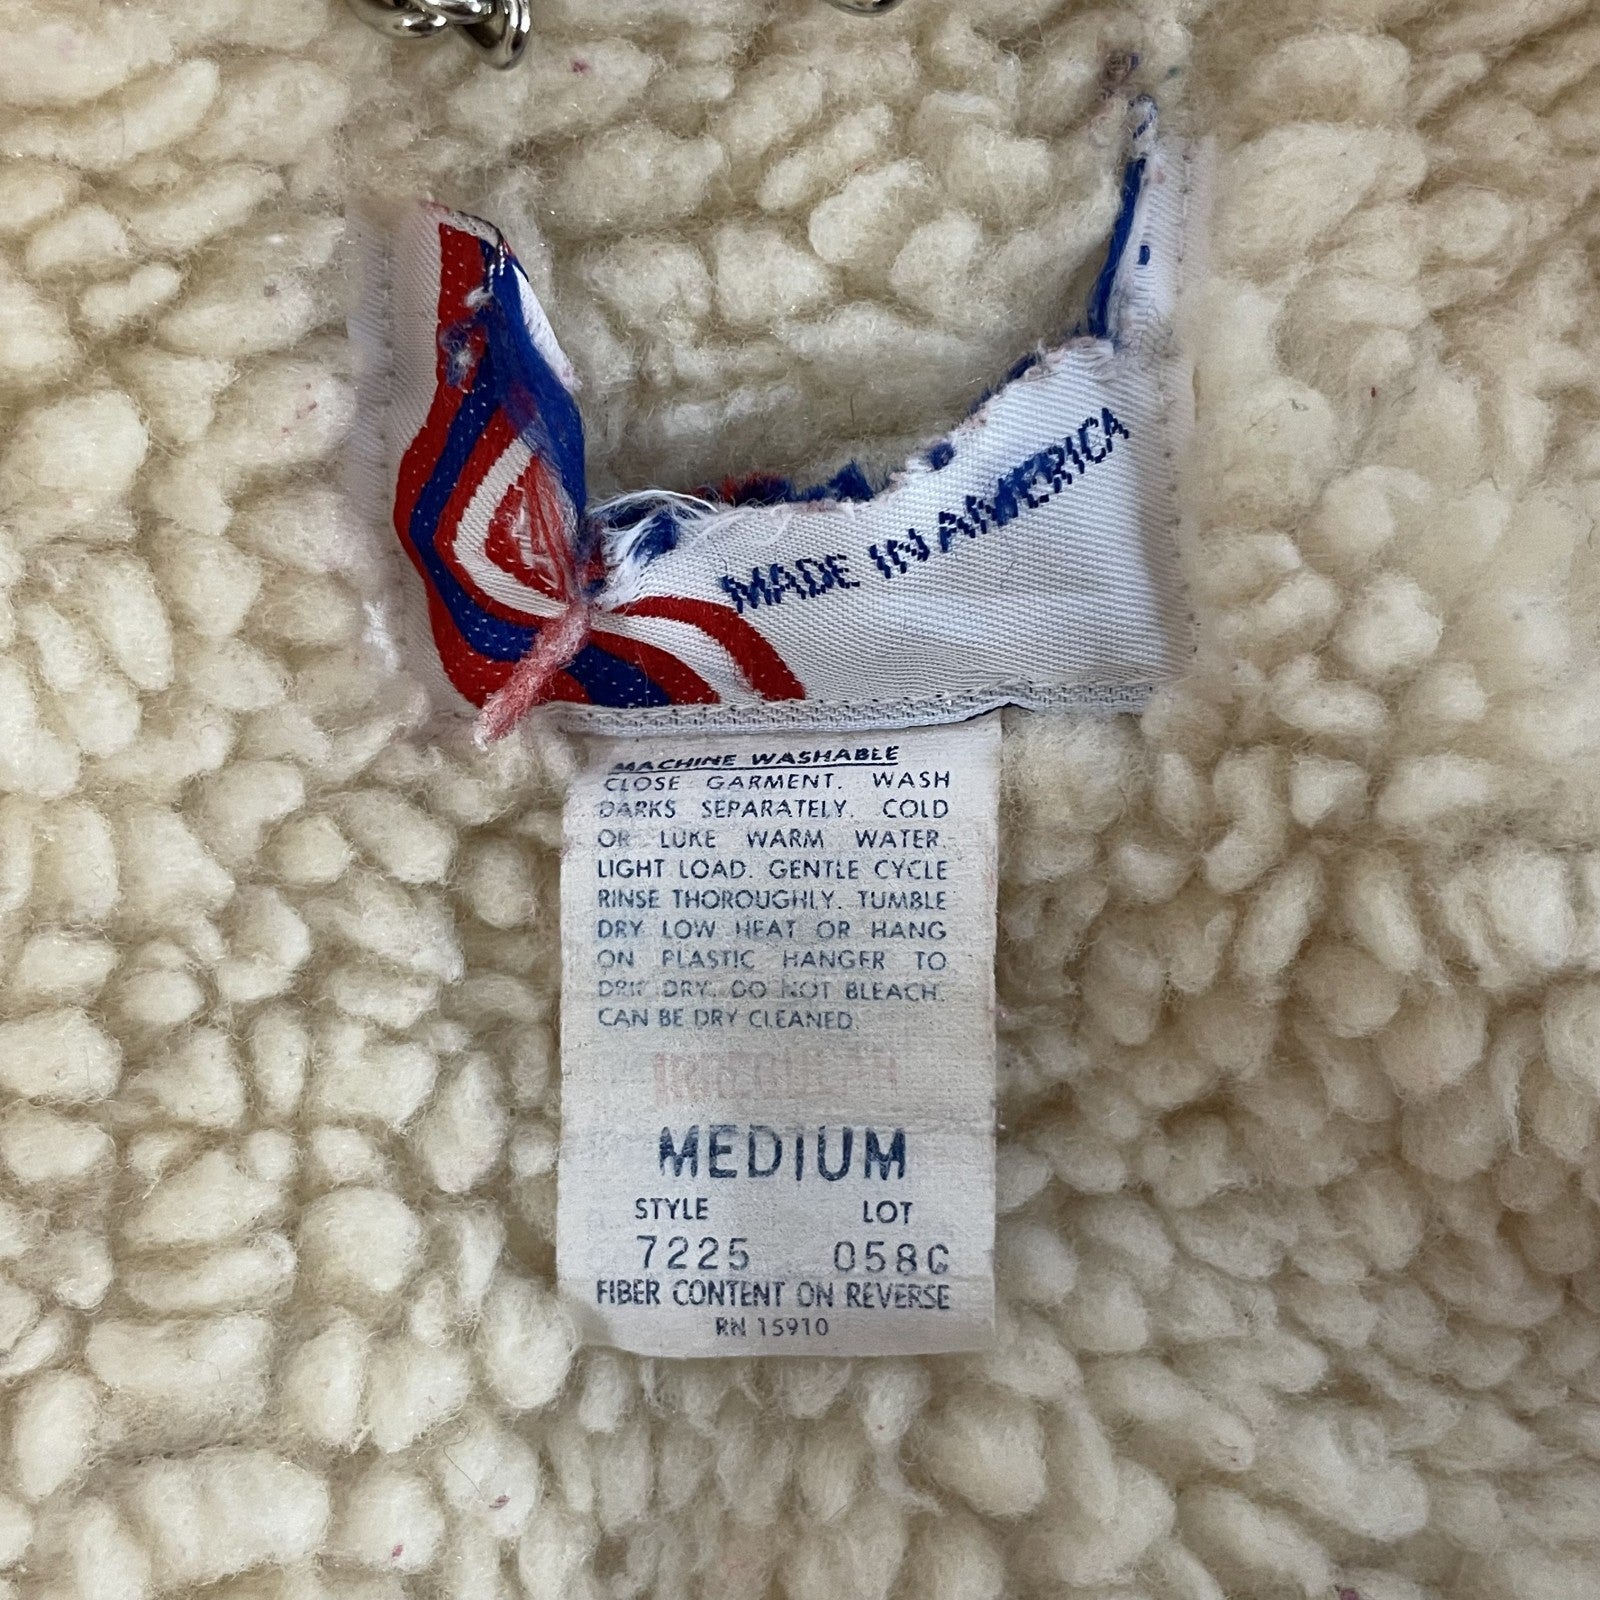 MADE IN AMERICA
MACHINE WASHABLE
CLOSE GARMENT. WASH
DARKS SEPARATELY. COLD
OR LUKE WARM WATER.
LIGHT LOAD. GENTLE CYCLE
RINSE THOROUGHLY. TUMBLE
DRY LOW HEAT OR HANG
ON PLASTIC HANGER TO
DRIP DRY. DO NOT BLEACH.
CAN BE DRY CLEANED.
IRREGULAR
MEDIUM
STYLE LOT
7225 058G
FIBER CONTENT ON REVERSE
RN 15910